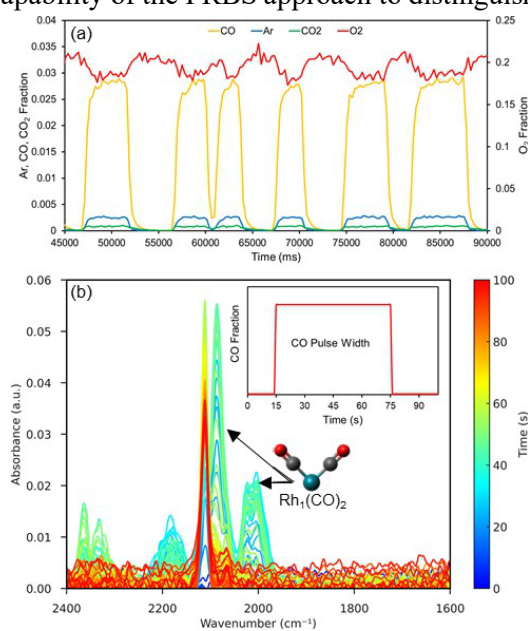 capability of the PRBS approach to distinguish
(a)
CO Ar CO2 O2
Ar, CO, CO₂ Fraction
0.04
0.035
0.03
0.025
0.02
0.015
0.01
0.005
0
O₂ Fraction
0.25
0.2
0.15
0.1
0.05
0
45000 50000 55000 60000 65000 70000 75000 80000 85000 90000
Time (ms)
(b)
Absorbance (a.u.)
0.06
0.05
0.04
0.03
0.02
0.01
0.00
CO Fraction
CO Pulse Width
0 15 30 45 60 75
Time (s)
Rh₁(CO)₂
2400 2200 2000 1800 1600
Wavenumber (cm⁻¹)
100
80
60
40
20
0
Time (s)